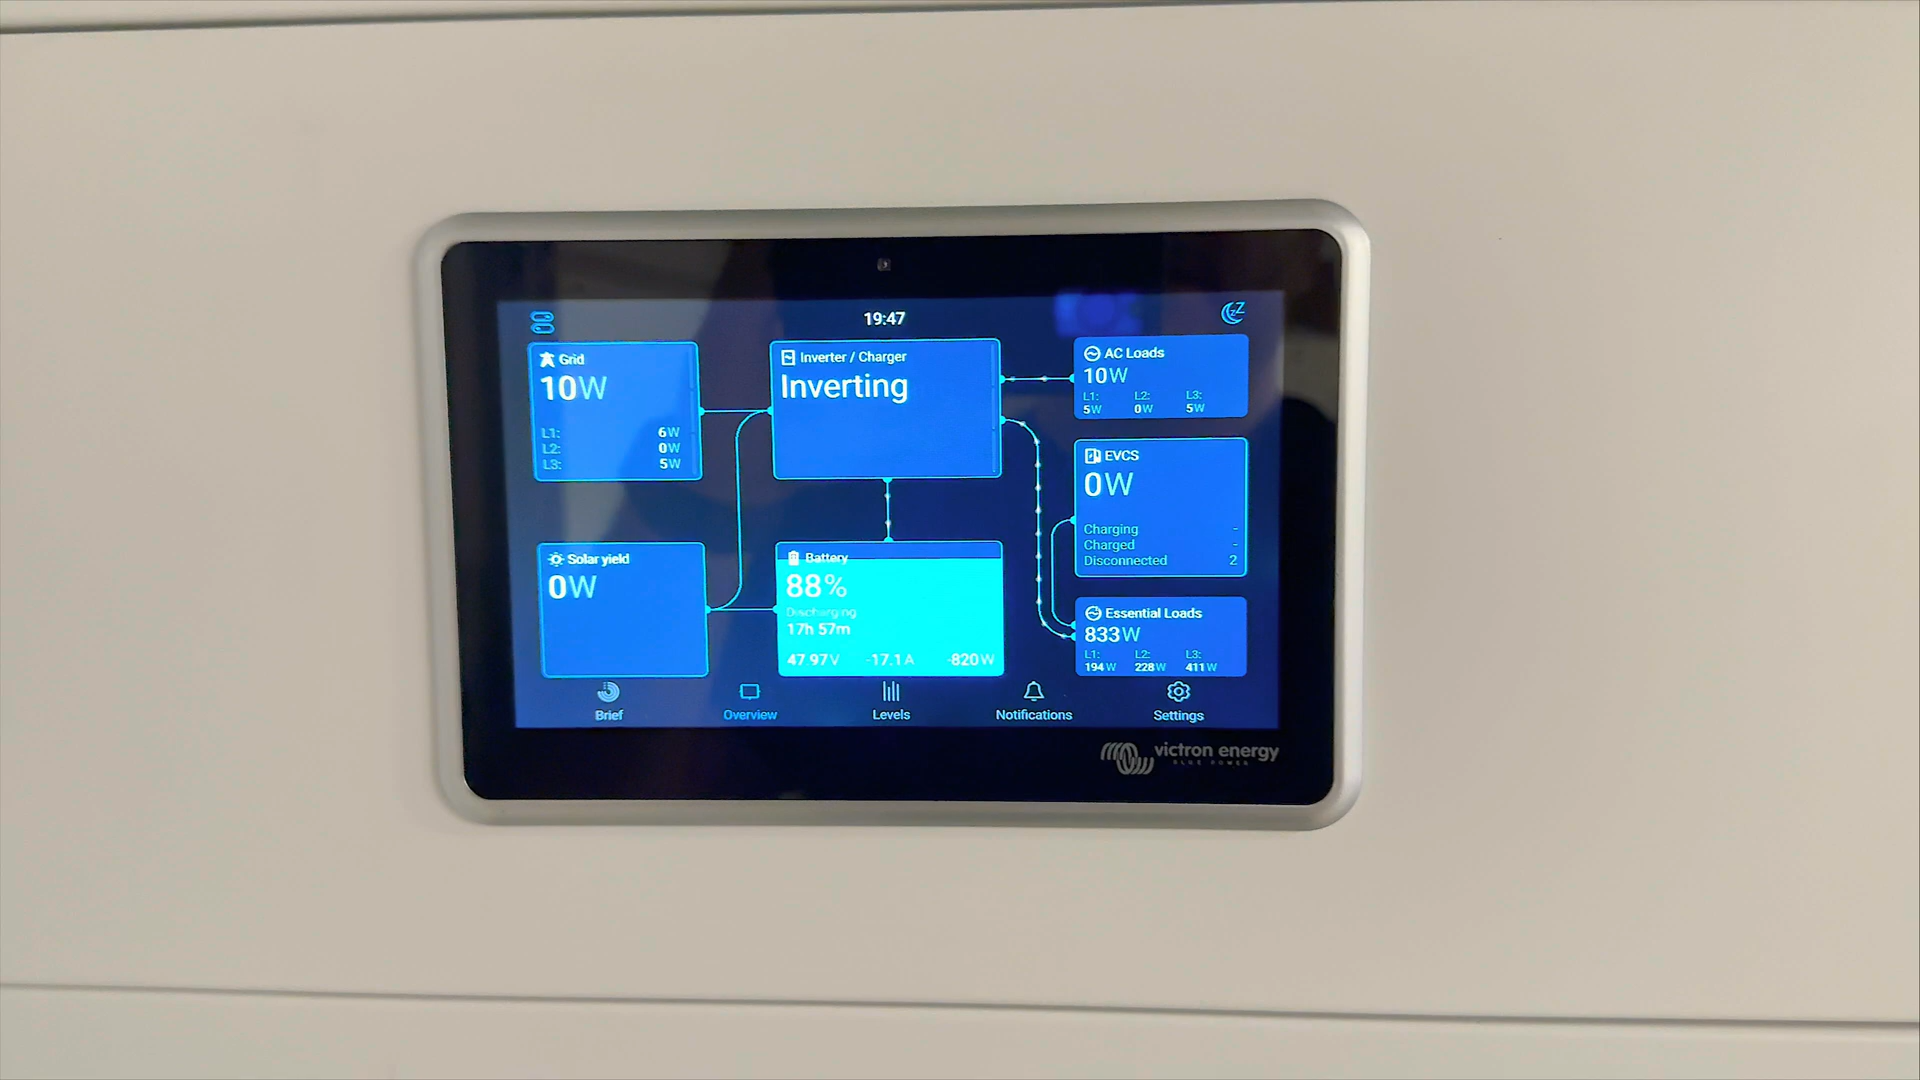 19:47
Grid
10W
L1: 6W
L2: 0W
L3: 5W
Inverter / Charger
Inverting
AC Loads
10W
L1: L2: L3:
5W 0W 5W
EVCS
0W
Charging -
Charged -
Disconnected 2
Solar yield
0W
Battery
88%
Discharging
17h 57m
47.97V -17.1A -820W
Essential Loads
833W
L1: L2: L3:
194W 228W 411W
Brief Overview Levels Notifications Settings
victron energy
BLUE POWER